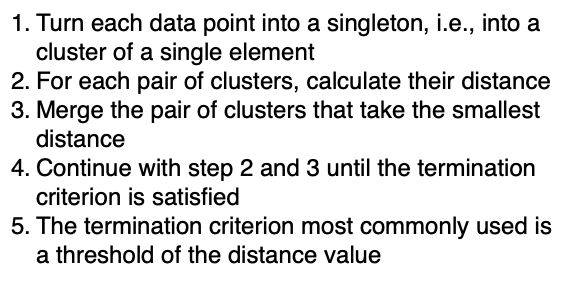 1. Turn each data point into a singleton, i.e., into a
cluster of a single element
2. For each pair of clusters, calculate their distance
3. Merge the pair of clusters that take the smallest
distance
4. Continue with step 2 and 3 until the termination
criterion is satisfied
5. The termination criterion most commonly used is
a threshold of the distance value